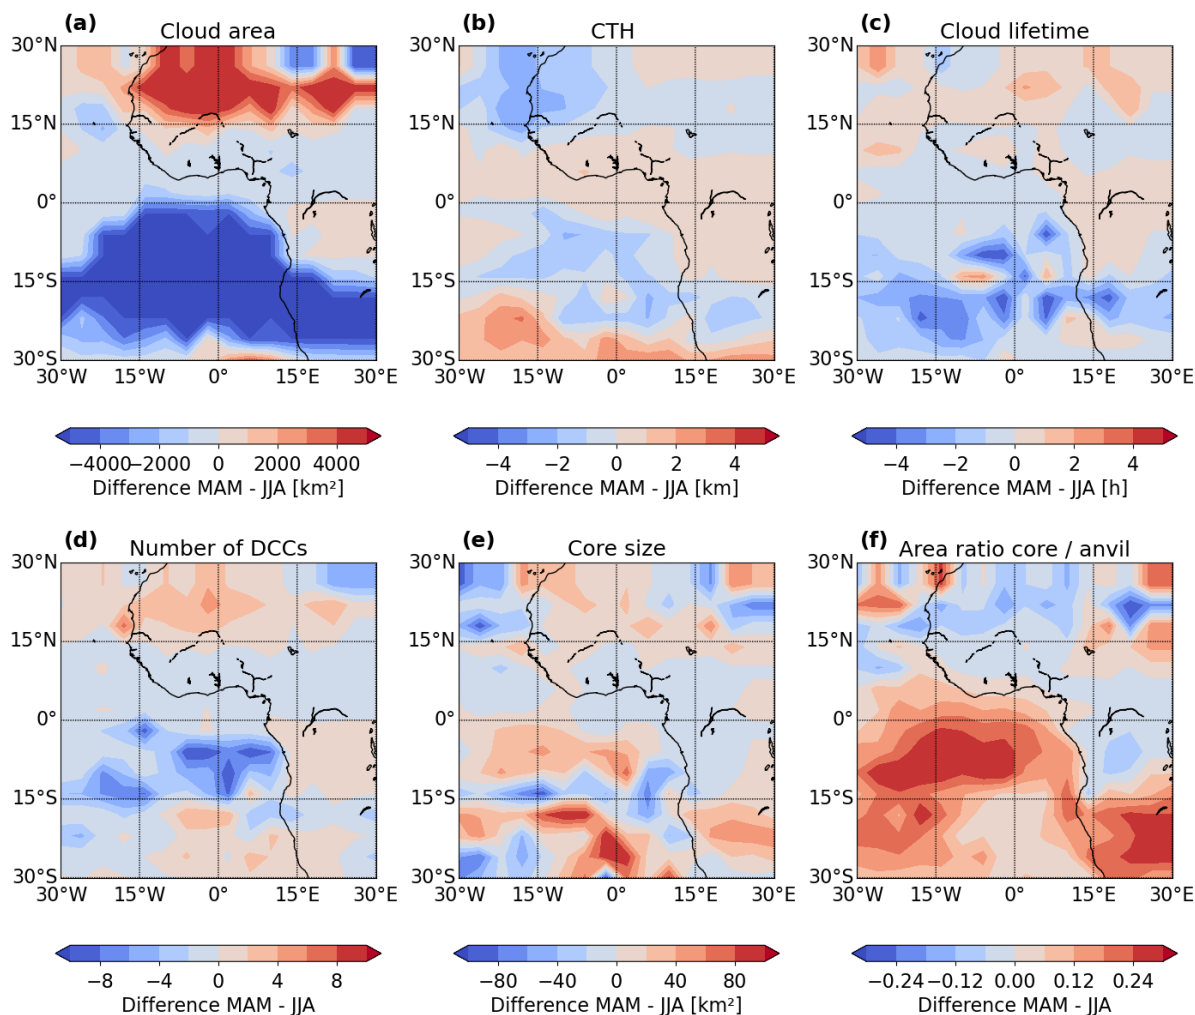 (a) Cloud area
(b) CTH
(c) Cloud lifetime
30°N 30°N 30°N
15°N 15°N 15°N
0° 0° 0°
15°S 15°S 15°S
30°S 30°S 30°S
30°W 15°W 0° 15°E 30°E 30°W 15°W 0° 15°E 30°E 30°W 15°W 0° 15°E 30°E
−4000 −2000 0 2000 4000 −4 −2 0 2 4 −4 −2 0 2 4
Difference MAM - JJA [km²] Difference MAM - JJA [km] Difference MAM - JJA [h]
(d) Number of DCCs
(e) Core size
(f) Area ratio core / anvil
30°N 30°N 30°N
15°N 15°N 15°N
0° 0° 0°
15°S 15°S 15°S
30°S 30°S 30°S
30°W 15°W 0° 15°E 30°E 30°W 15°W 0° 15°E 30°E 30°W 15°W 0° 15°E 30°E
−8 −4 0 4 8 −80 −40 0 40 80 −0.24 −0.12 0.00 0.12 0.24
Difference MAM - JJA Difference MAM - JJA [km²] Difference MAM - JJA